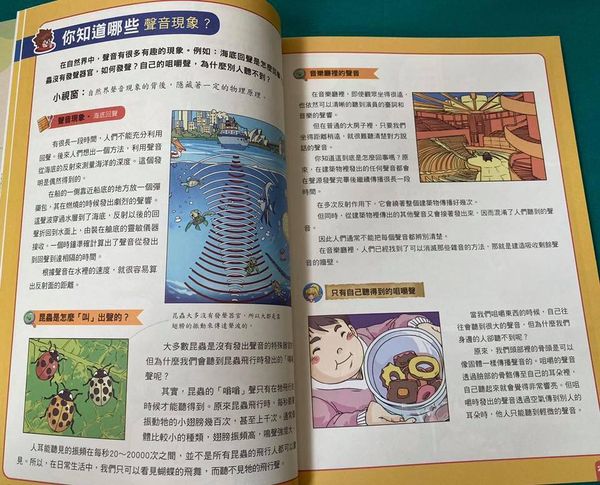 你知道哪些 聲音現象？
在自然界中，聲音有很多有趣的現象。例如：海底回聲是怎麼回事
蟲沒有發聲器官，如何發聲？自己的咀嚼聲，為什麼別人聽不到？
小視窗：自然界聲音現象的背後，隱藏著一定的物理原理。
聲音現象・海底回聲
有很長一段時間，人們不能充分利用
回聲。後來人們想出一個方法，利用聲音
從海底的反射來測量海洋的深度。這個發
明是偶然得到的。
在船的一側靠近船底的地方放一個彈
藥包，其在燃燒的時候發出劇烈的響聲。
這聲波穿過水層到了海底，反射以後的回
聲折回到水面上，由裝在艙底的靈敏儀器
接收，一個時鐘準確計算出了聲音從發出
到回聲到達相隔的時間。
根據聲音在水裡的速度，就很容易算
出反射面的距離。
昆蟲大多沒有發聲器官，所以大都是靠
翅膀的振動來傳達聲波的。
昆蟲是怎麼「叫」出聲的？
大多數昆蟲是沒有發出聲音的特殊器官
但為什麼我們會聽到昆蟲飛行時發出的「嗡
聲呢？
其實，昆蟲的「嗡嗡」聲只有在牠飛行
時候才能聽得到。原來昆蟲飛行時，每秒
振動牠的小翅膀幾百次，甚至上千次。通常
體比較小的種類，翅膀振頻高，鳴聲強
人耳能聽見的振頻在每秒20～20000次之間，並不是所有昆蟲的飛行人都可以
見。所以，在日常生活中，我們只可以看見蝴蝶的飛舞，而聽不見牠的飛行聲。
音樂廳裡的聲音
在音樂廳裡，即使觀眾坐得很遠，
也依然可以清晰的聽到演員的臺詞和
音樂的聲響。
但在普通的大房子裡，只要我們
坐得距離稍遠，就很難聽清楚對方說
話的聲音。
你知道這到底是怎麼回事嗎？原
來，在建築物裡發出的任何聲音都會
在聲源發聲完畢後繼續傳播很長一段
時間。
在多次反射作用下，它會繞著整個建築物傳播好幾次。
但同時，從建築物裡傳出的其他聲音又會接著發出來，因而混淆了人們聽到的聲
音。
因此人們通常不能把每個聲音都辨別清楚。
在音樂廳裡，人們已經找到了可以消滅那些雜音的方法，那就是建造吸收剩餘聲
音的牆壁。
只有自己聽得到的咀嚼聲
當我們咀嚼東西的時候，自己往
往會聽到很大的聲音，但為什麼我們
身邊的人卻聽不到呢？
原來，我們頭部裡的骨頭是可以
像固體一樣傳播聲音的。咀嚼的聲音
透過臉部的骨骼傳至自己的耳朵裡，
自己聽起來就會覺得非常響亮。但咀
嚼時發出的聲音透過空氣傳到別人的
耳朵時，他人只能聽到輕微的聲音。